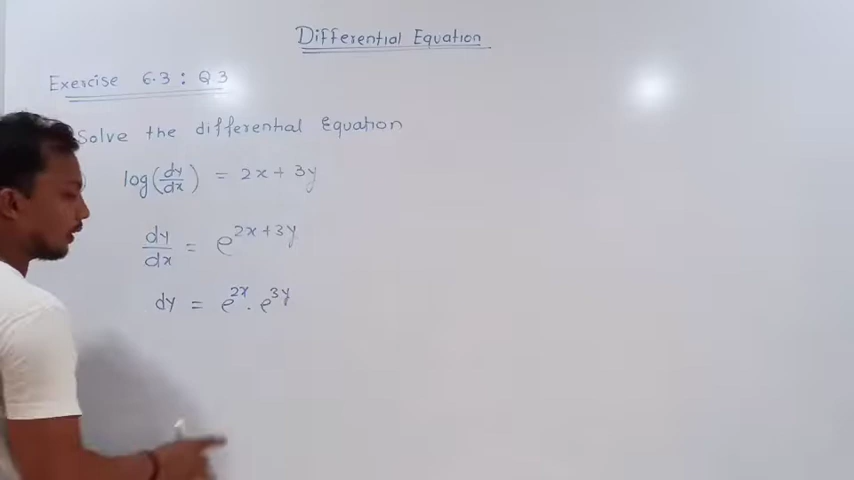 Differential Equation
Exercise 6.3 : Q 3
Solve the differential Equation
) log(dy/dx) = 2x + 3y
dy/dx = e^{2x+3y}
dy = e^{2x} . e^{3y}